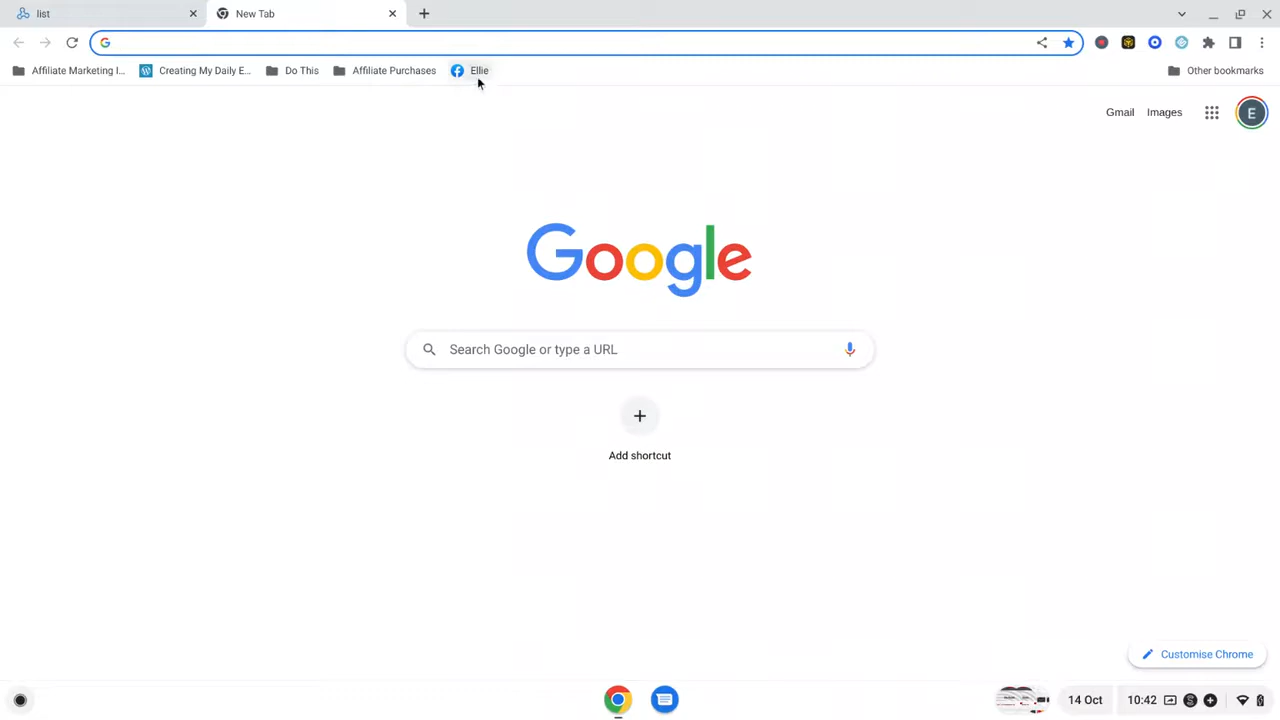 list
New Tab
Affiliate Marketing I...
Creating My Daily E...
Do This
Affiliate Purchases
Ellie
Other bookmarks
Gmail
Images
E
Google
Search Google or type a URL
Add shortcut
Customise Chrome
14 Oct
10:42